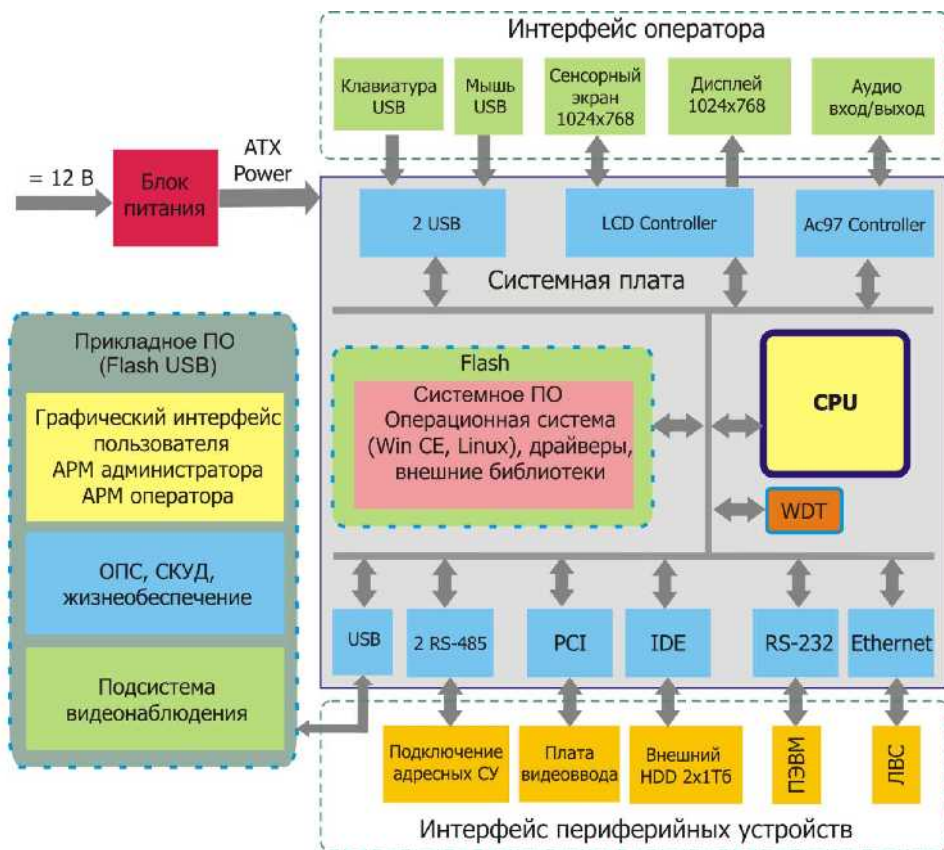 Интерфейс оператора
Клавиатура
USB
Мышь
USB
Сенсорный
экран
1024x768
Дисплей
1024x768
Аудио
вход/выход
= 12 В
Блок
питания
ATX
Power
2 USB
LCD Controller
Ac97 Controller
Системная плата
Прикладное ПО
(Flash USB)
Графический интерфейс
пользователя
АРМ администратора
АРМ оператора
ОПС, СКУД,
жизнеобеспечение
Подсистема
видеонаблюдения
Flash
Системное ПО
Операционная система
(Win CE, Linux), драйверы,
внешние библиотеки
CPU
WDT
USB
2 RS-485
PCI
IDE
RS-232
Ethernet
Подключение
адресных СУ
Плата
видеоввода
Внешний
HDD 2x1Тб
ПЭВМ
ЛВС
Интерфейс периферийных устройств